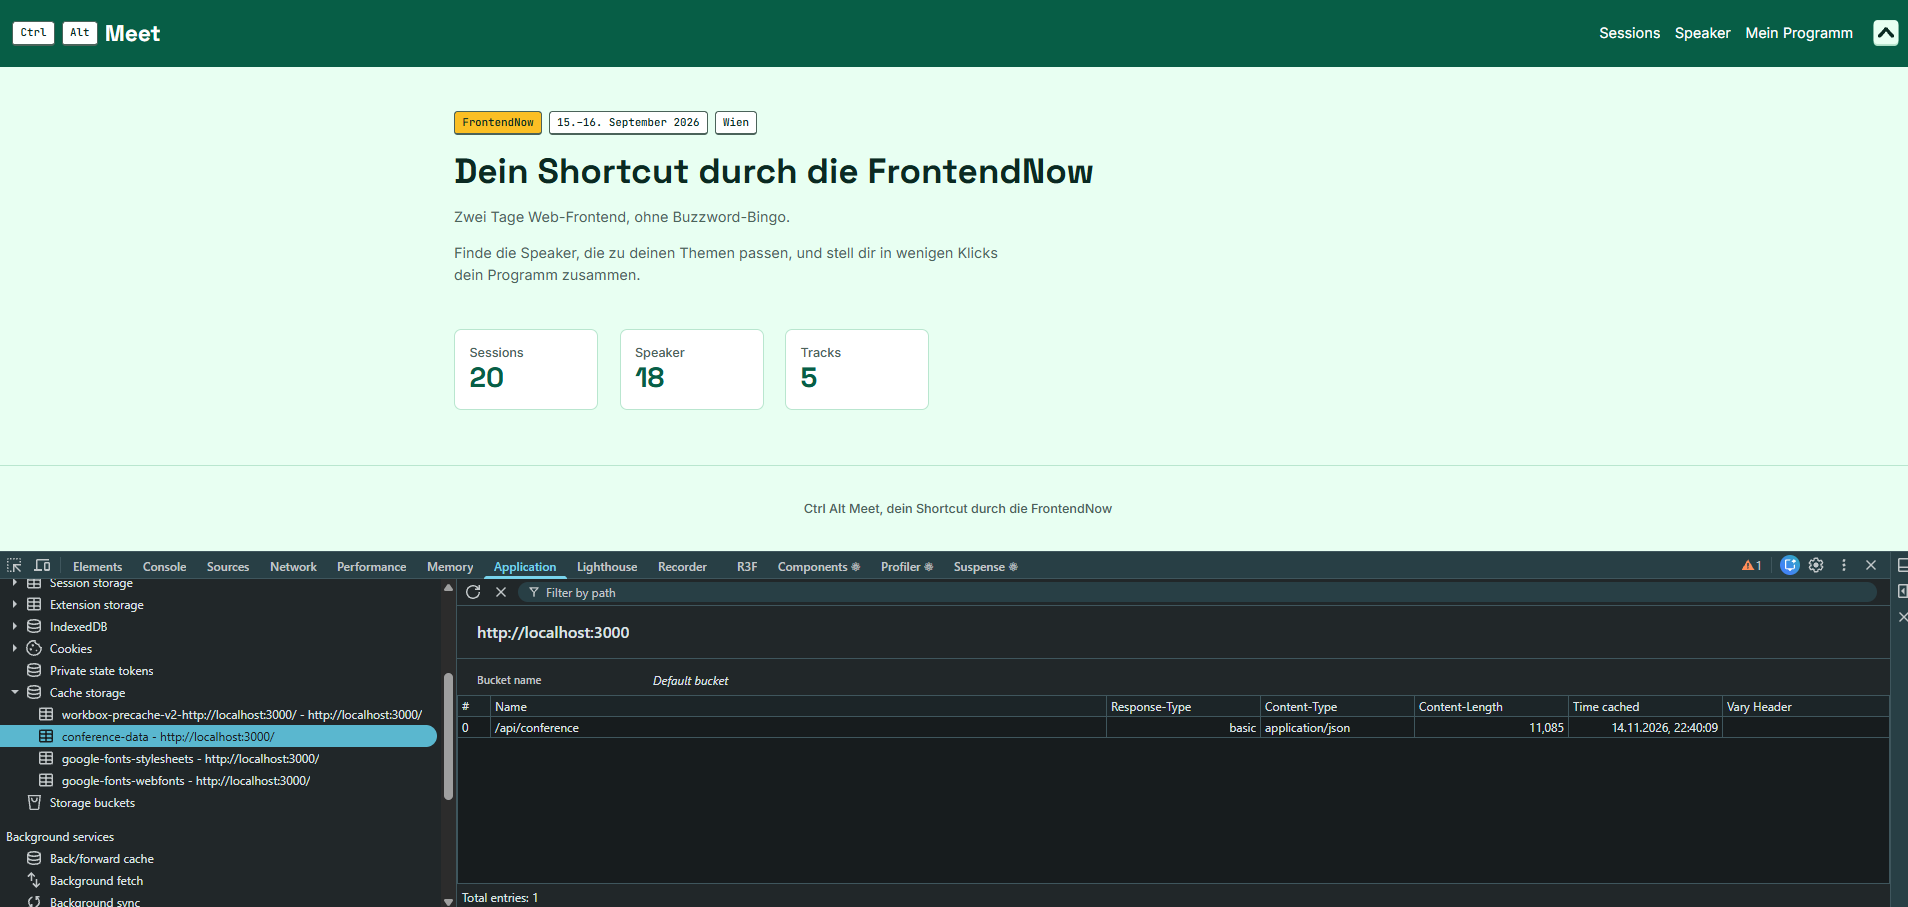 Ctrl Alt Meet
Sessions Speaker Mein Programm
FrontendNow 15.–16. September 2026 Wien
Dein Shortcut durch die FrontendNow
Zwei Tage Web-Frontend, ohne Buzzword-Bingo.
Finde die Speaker, die zu deinen Themen passen, und stell dir in wenigen Klicks
dein Programm zusammen.
Sessions
20
Speaker
18
Tracks
5
Ctrl Alt Meet, dein Shortcut durch die FrontendNow
Elements Console Sources Network Performance Memory Application Lighthouse Recorder R3F Components Profiler Suspense 1
Session storage
Extension storage
IndexedDB
Cookies
Private state tokens
Cache storage
workbox-precache-v2-http://localhost:3000/ - http://localhost:3000/
conference-data - http://localhost:3000/
google-fonts-stylesheets - http://localhost:3000/
google-fonts-webfonts - http://localhost:3000/
Storage buckets
Background services
Back/forward cache
Background fetch
Background sync
Filter by path
http://localhost:3000
Bucket name Default bucket
# Name Response-Type Content-Type Content-Length Time cached Vary Header
0 /api/conference basic application/json 11,085 14.11.2026, 22:40:09
Total entries: 1